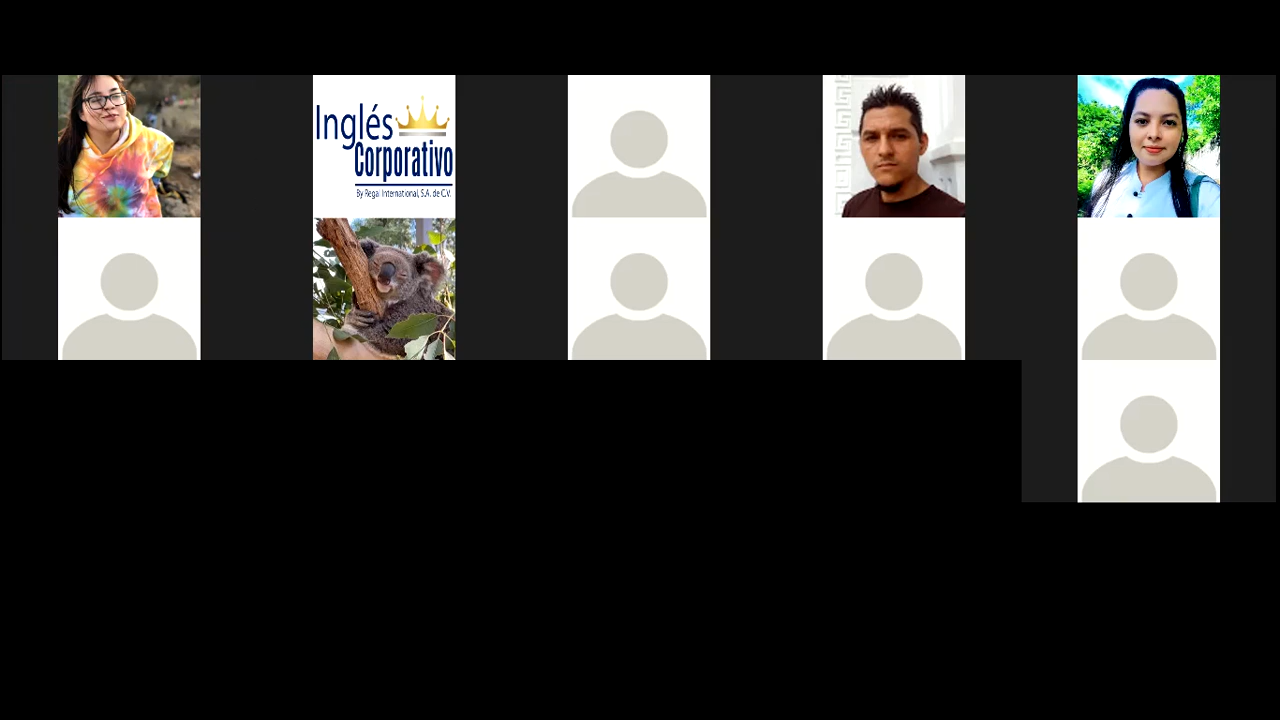 Inglés
Corporativo
By Regal International, S.A. de C.V.